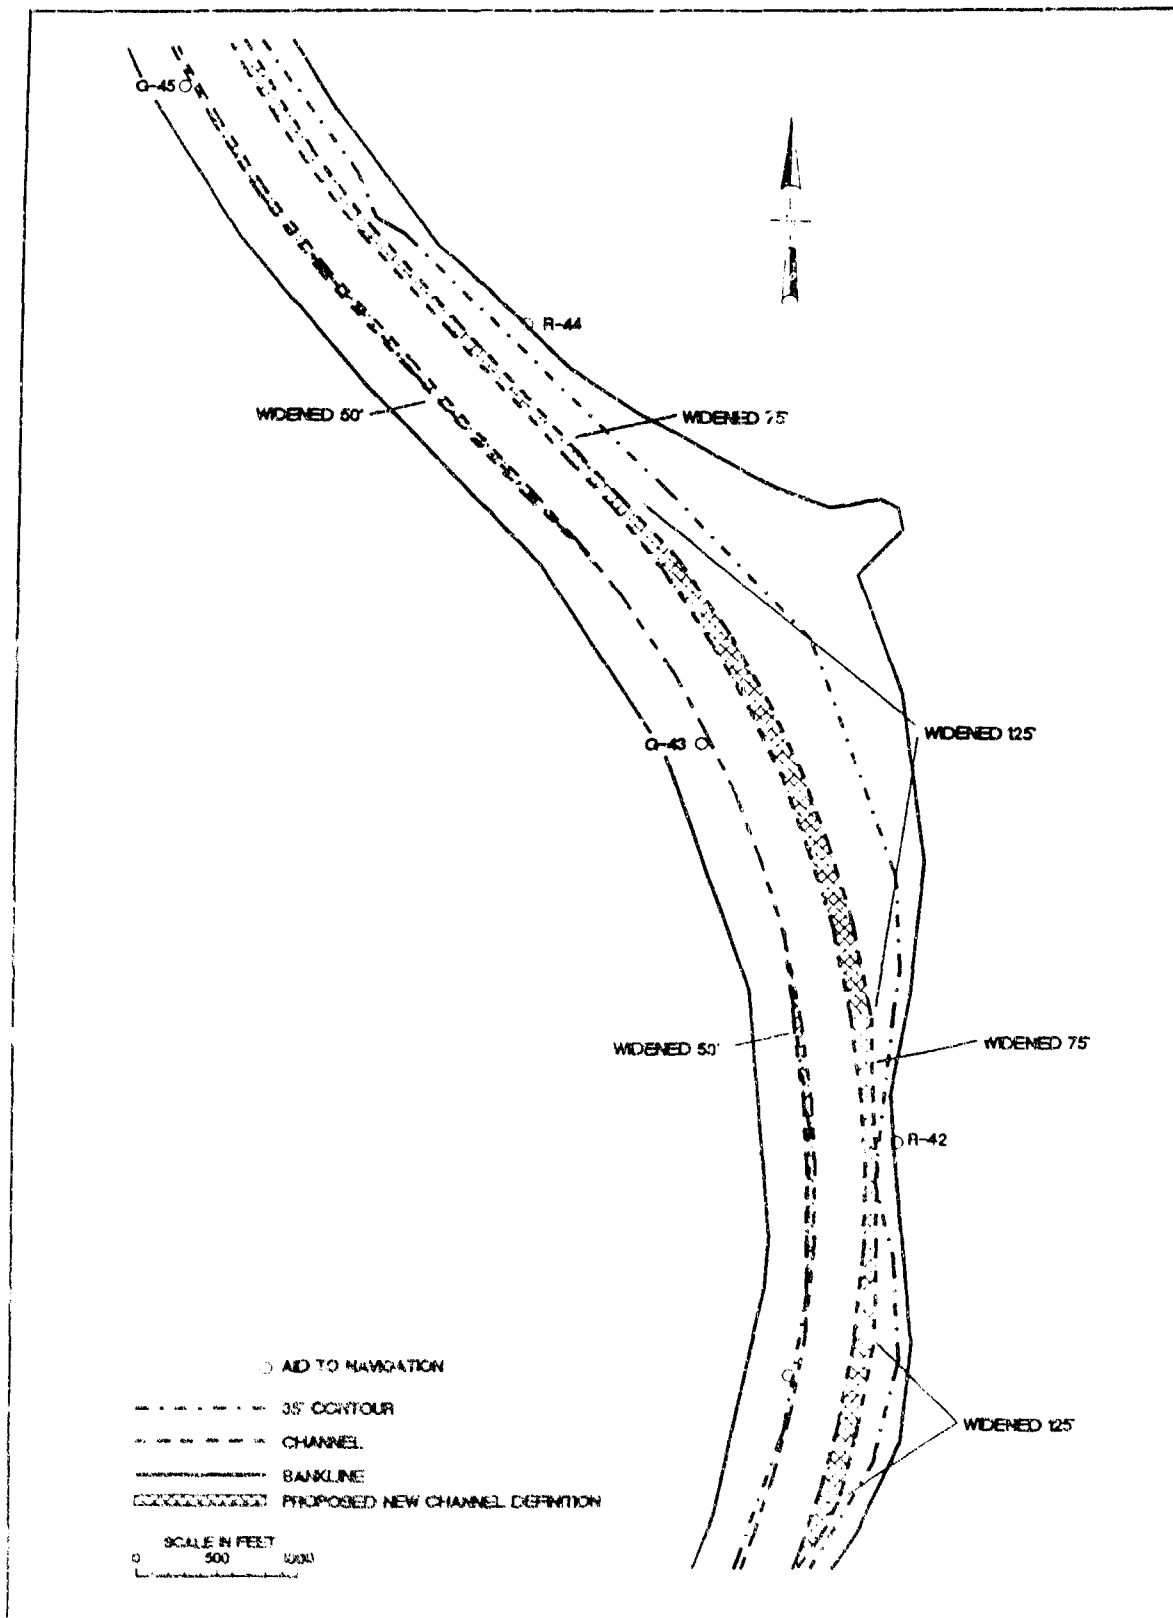 G-45
R-44
WIDENED 50'
WIDENED 75'
WIDENED 125'
G-43
WIDENED 50'
WIDENED 75'
R-42
WIDENED 125'
AID TO NAVIGATION
35' CONTOUR
CHANNEL
BANKLINE
PROPOSED NEW CHANNEL DEFINITION
SCALE IN FEET
0 500 1000